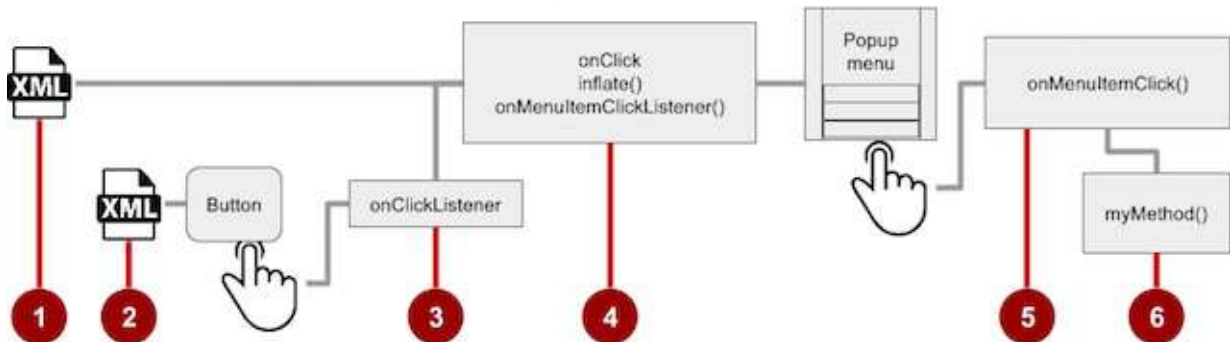 XML
XML
Button
onClickListener
onClick
inflate()
onMenuItemClickListener()
Popup
menu
onMenuItemClick()
myMethod()
1
2
3
4
5
6